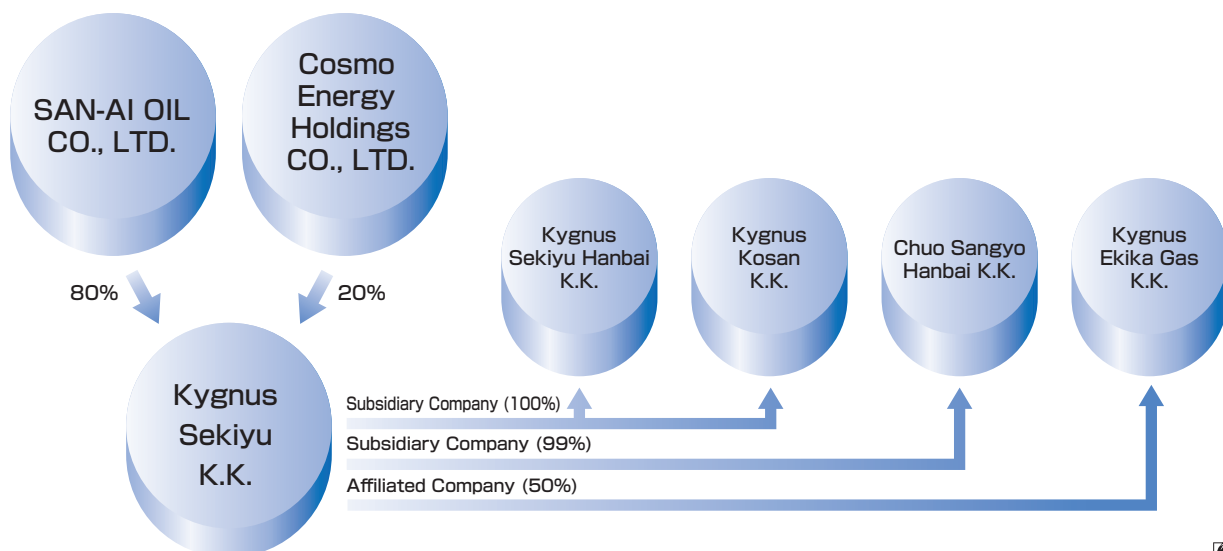 SAN-AI OIL
CO., LTD.
Cosmo
Energy
Holdings
CO., LTD.
80%
20%
Kygnus
Sekiyu
K.K.
Kygnus
Sekiyu Hanbai
K.K.
Kygnus
Kosan
K.K.
Chuo Sangyo
Hanbai K.K.
Kygnus
Ekika Gas
K.K.
Subsidiary Company (100%)
Subsidiary Company (99%)
Affiliated Company (50%)